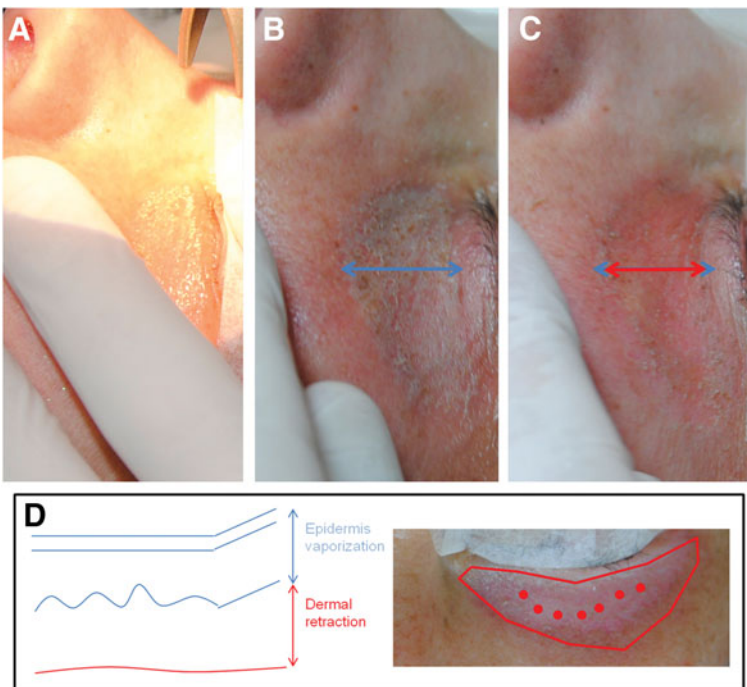 A
B
C
D
Epidermis
vaporization
Dermal
retraction